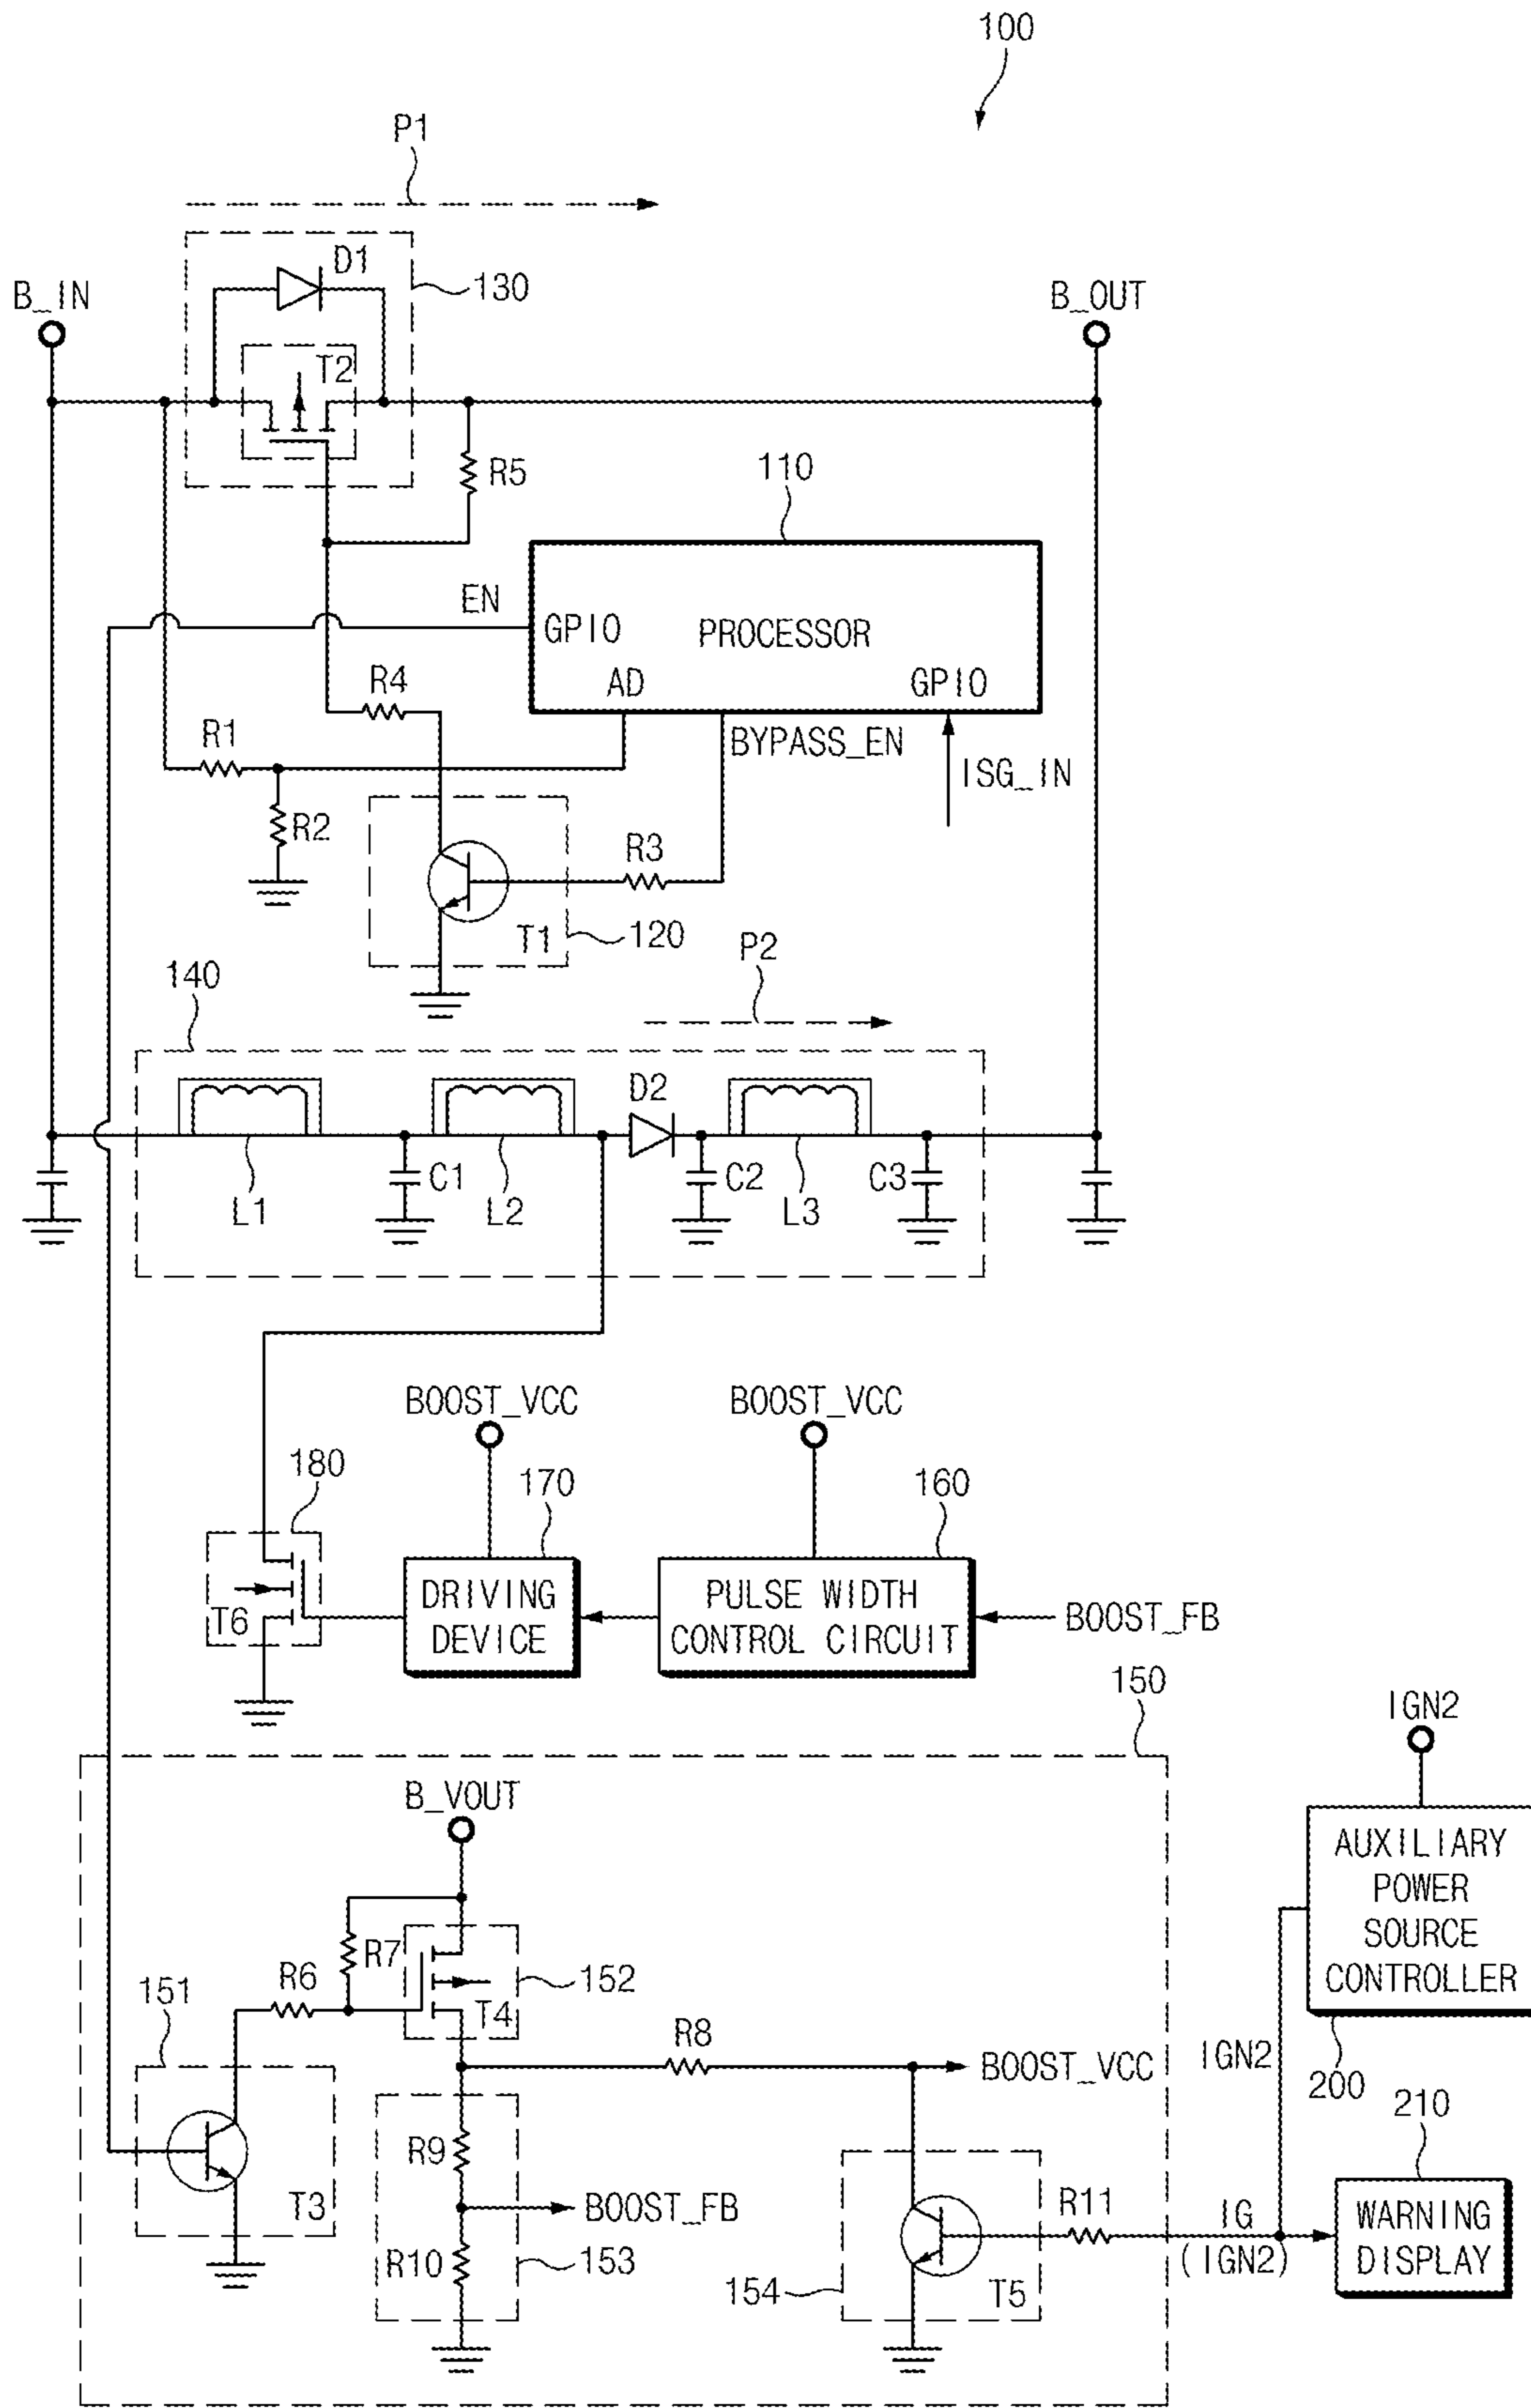 100
P1
D1
130
B_IN
B_OUT
T2
R5
110
EN
GPIO
PROCESSOR
AD
GPIO
R4
R1
BYPASS_EN
ISG_IN
R2
R3
T1
120
P2
140
D2
C1
C2
C3
L1
L2
L3
BOOST_VCC
BOOST_VCC
180
170
160
T6
DRIVING
DEVICE
PULSE WIDTH
CONTROL CIRCUIT
BOOST_FB
150
IGN2
B_VOUT
AUXILIARY
POWER
SOURCE
CONTROLLER
R7
152
R6
T4
151
R8
BOOST_VCC
IGN2
200
210
R9
T3
BOOST_FB
R11
IG
(IGN2)
WARNING
DISPLAY
R10
153
154
T5